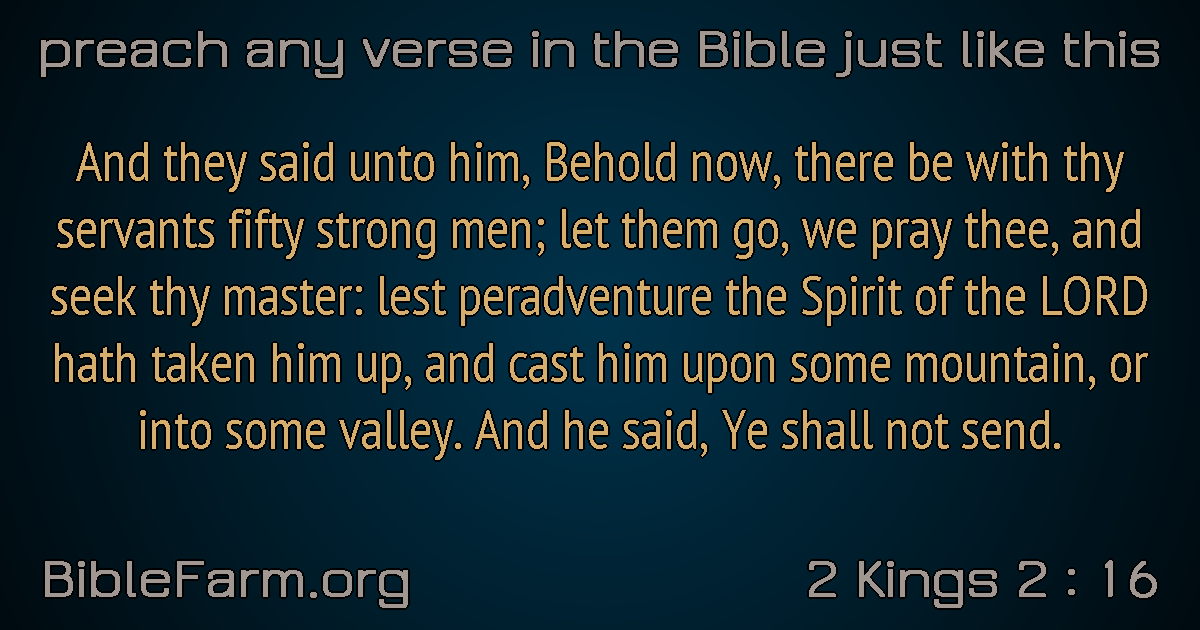 preach any verse in the Bible just like this
And they said unto him, Behold now, there be with thy
servants fifty strong men; let them go, we pray thee, and
seek thy master: lest peradventure the Spirit of the LORD
hath taken him up, and cast him upon some mountain, or
into some valley. And he said, Ye shall not send.
BibleFarm.org
2 Kings 2 : 16